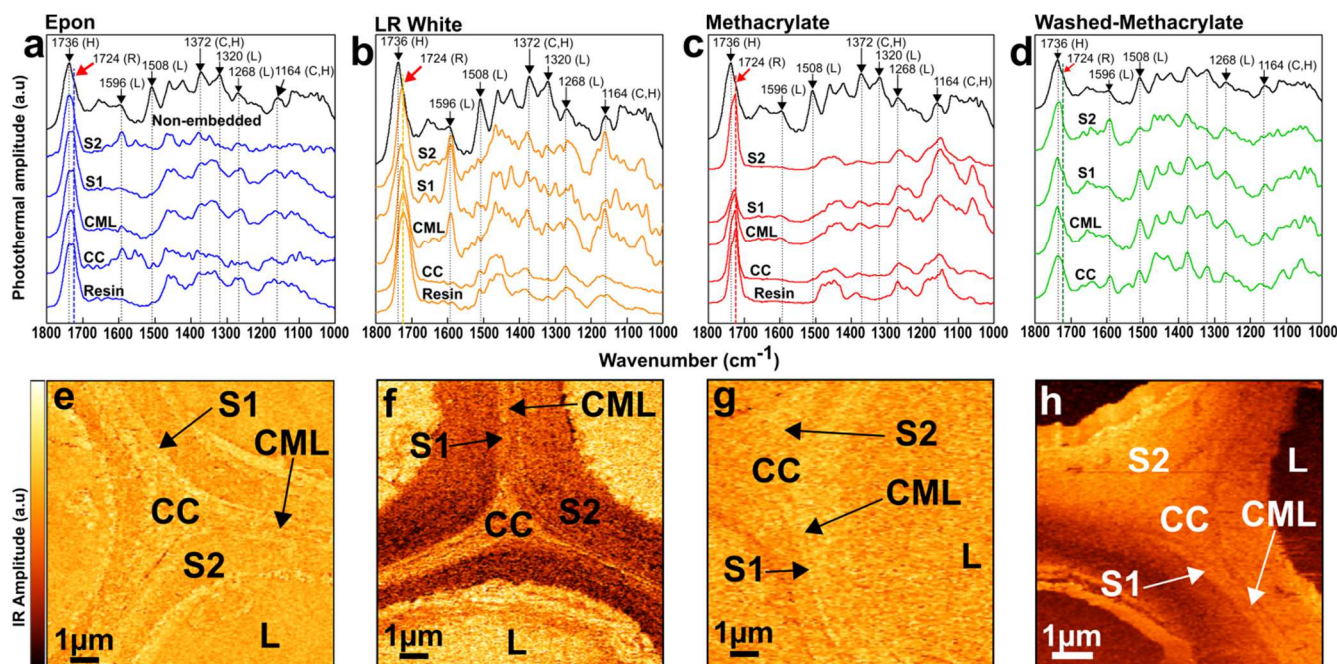 Epon
LR White
Methacrylate
Washed-Methacrylate
a
1736 (H)
1724 (R)
1596 (L)
1508 (L)
1372 (C,H)
1320 (L)
1268 (L)
1164 (C,H)
Non-embedded
S2
S1
CML
CC
Resin
1800 1700 1600 1500 1400 1300 1200 1100 1000
b
1736 (H)
1724 (R)
1596 (L)
1508 (L)
1372 (C,H)
1320 (L)
1268 (L)
1164 (C,H)
S2
S1
CML
CC
Resin
1800 1700 1600 1500 1400 1300 1200 1100 1000
c
1736 (H)
1724 (R)
1596 (L)
1508 (L)
1372 (C,H)
1320 (L)
1268 (L)
1164 (C,H)
S2
S1
CML
CC
Resin
1800 1700 1600 1500 1400 1300 1200 1100 1000
d
1736 (H)
1724 (R)
1596 (L)
1508 (L)
1268 (L)
1164 (C,H)
S2
S1
CML
CC
1800 1700 1600 1500 1400 1300 1200 1100 1000
Photothermal amplitude (a.u)
Wavenumber (cm⁻¹)
IR Amplitude (a.u)
e
S1
CML
CC
S2
L
1µm
f
CML
S1
CC
S2
L
1µm
g
S2
CC
CML
S1
L
1µm
h
S2
L
CC
CML
S1
1µm